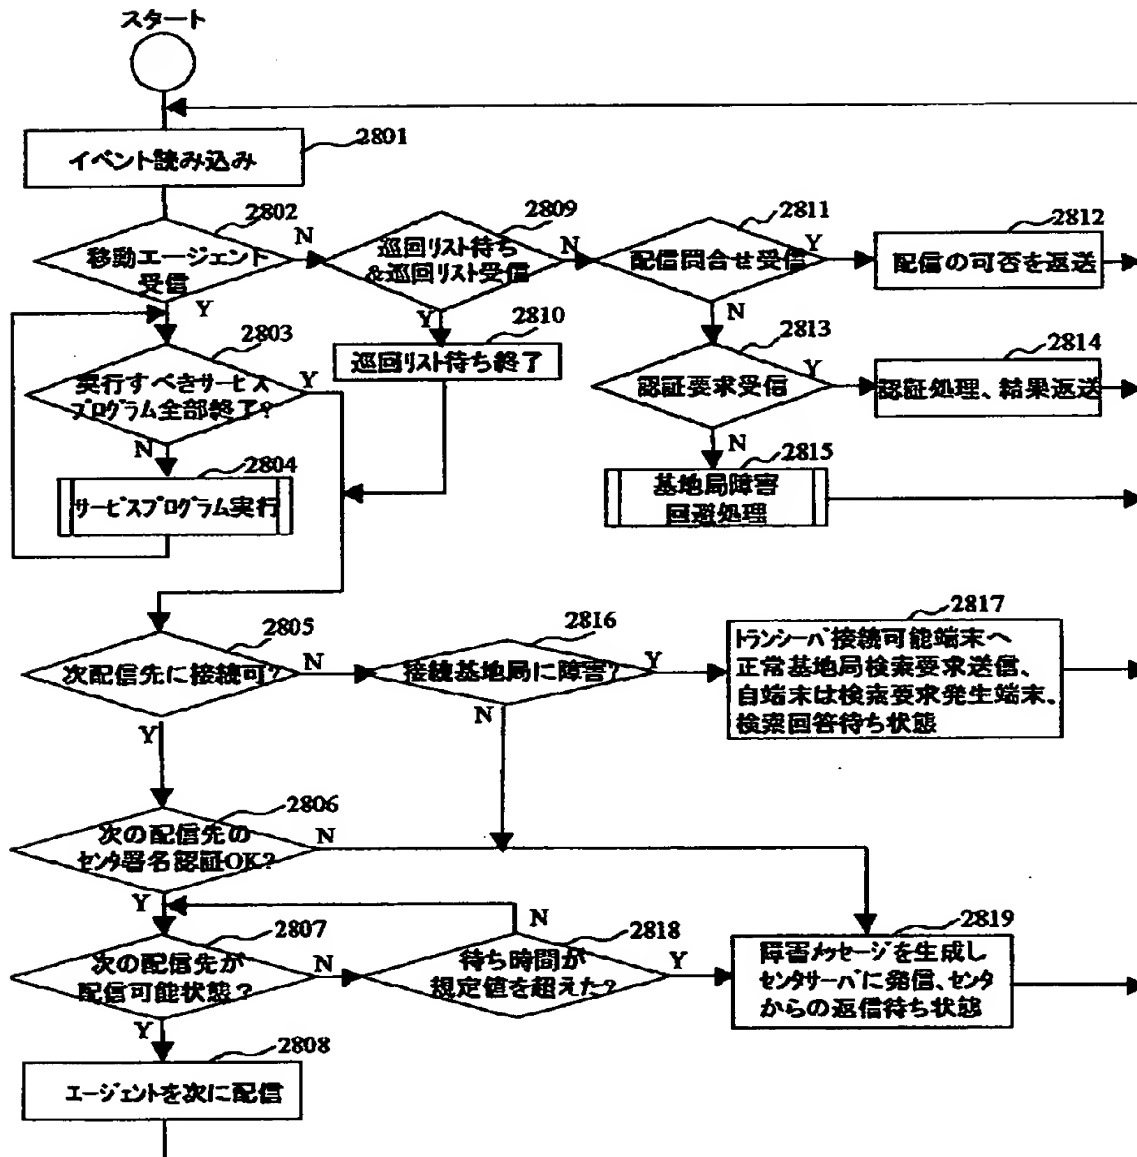 スタート
2801
イベント読み込み
2802
移動エージェント
受信
N
Y
2809
巡回リスト待ち
&巡回リスト受信
N
Y
2811
配信問合せ受信
Y
N
2812
配信の可否を返送
2803
実行すべきサービス
プログラム全部終了?
Y
N
2810
巡回リスト待ち終了
2813
認証要求受信
Y
N
2814
認証処理、結果返送
2804
サービスプログラム実行
2815
基地局障害
回避処理
2805
次配信先に接続可?
N
Y
2816
接続基地局に障害?
Y
N
2817
トランシーバ接続可能端末へ
正常基地局検索要求送信、
自端末は検索要求発生端末、
検索回答待ち状態
2806
次の配信先の
センタ署名認証OK?
N
Y
2807
次の配信先が
配信可能状態?
N
Y
2818
待ち時間が
規定値を超えた?
N
Y
2819
障害メッセージを生成し
センタサーバに発信、センタ
からの返信待ち状態
2808
エージェントを次に配信